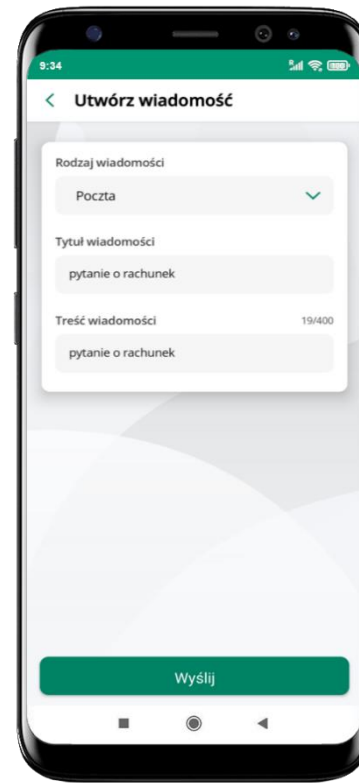 9:34
Utwórz wiadomość
Rodzaj wiadomości
Poczta
Tytuł wiadomości
pytanie o rachunek
Treść wiadomości 19/400
pytanie o rachunek
Wyślij